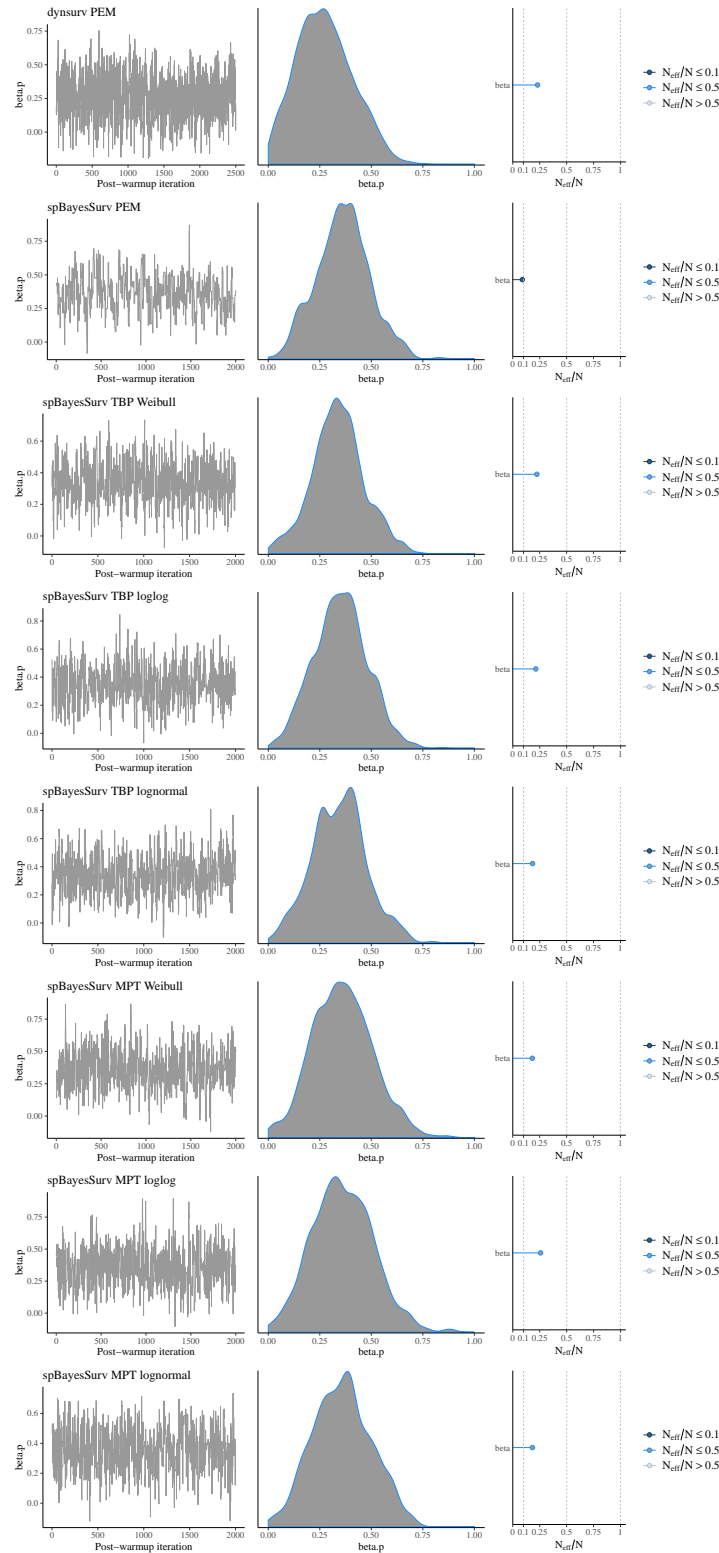 dynsurv PEM
beta.p
0.75
0.50
0.25
0.00
0 500 1000 1500 2000 2500
Post−warmup iteration
0.00 0.25 0.50 0.75 1.00
beta.p
beta
0 0.1 0.25 0.5 0.75 1
Neff/N
Neff/N ≤ 0.1
Neff/N ≤ 0.5
Neff/N > 0.5
spBayesSurv PEM
beta.p
0.75
0.50
0.25
0.00
0 500 1000 1500 2000
Post−warmup iteration
0.00 0.25 0.50 0.75 1.00
beta.p
beta
0 0.1 0.25 0.5 0.75 1
Neff/N
Neff/N ≤ 0.1
Neff/N ≤ 0.5
Neff/N > 0.5
spBayesSurv TBP Weibull
beta.p
0.6
0.4
0.2
0.0
0 500 1000 1500 2000
Post−warmup iteration
0.00 0.25 0.50 0.75 1.00
beta.p
beta
0 0.1 0.25 0.5 0.75 1
Neff/N
Neff/N ≤ 0.1
Neff/N ≤ 0.5
Neff/N > 0.5
spBayesSurv TBP loglog
beta.p
0.8
0.6
0.4
0.2
0.0
0 500 1000 1500 2000
Post−warmup iteration
0.00 0.25 0.50 0.75 1.00
beta.p
beta
0 0.1 0.25 0.5 0.75 1
Neff/N
Neff/N ≤ 0.1
Neff/N ≤ 0.5
Neff/N > 0.5
spBayesSurv TBP lognormal
beta.p
0.8
0.6
0.4
0.2
0.0
0 500 1000 1500 2000
Post−warmup iteration
0.00 0.25 0.50 0.75 1.00
beta.p
beta
0 0.1 0.25 0.5 0.75 1
Neff/N
Neff/N ≤ 0.1
Neff/N ≤ 0.5
Neff/N > 0.5
spBayesSurv MPT Weibull
beta.p
0.75
0.50
0.25
0.00
0 500 1000 1500 2000
Post−warmup iteration
0.00 0.25 0.50 0.75 1.00
beta.p
beta
0 0.1 0.25 0.5 0.75 1
Neff/N
Neff/N ≤ 0.1
Neff/N ≤ 0.5
Neff/N > 0.5
spBayesSurv MPT loglog
beta.p
0.75
0.50
0.25
0.00
0 500 1000 1500 2000
Post−warmup iteration
0.00 0.25 0.50 0.75 1.00
beta.p
beta
0 0.1 0.25 0.5 0.75 1
Neff/N
Neff/N ≤ 0.1
Neff/N ≤ 0.5
Neff/N > 0.5
spBayesSurv MPT lognormal
beta.p
0.6
0.4
0.2
0.0
0 500 1000 1500 2000
Post−warmup iteration
0.00 0.25 0.50 0.75 1.00
beta.p
beta
0 0.1 0.25 0.5 0.75 1
Neff/N
Neff/N ≤ 0.1
Neff/N ≤ 0.5
Neff/N > 0.5